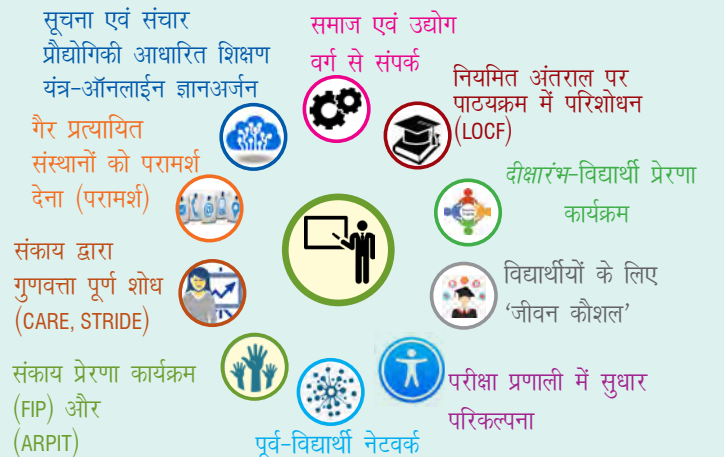 सूचना एवं संचार
प्रौद्योगिकी आधारित शिक्षण
यंत्र-ऑनलाईन ज्ञानअर्जन
समाज एवं उद्योग
वर्ग से संपर्क
नियमित अंतराल पर
पाठयक्रम में परिशोधन
(LOCF)
दीक्षारंभ-विद्यार्थी प्रेरणा
कार्यक्रम
विद्यार्थीयों के लिए
‘जीवन कौशल’
परीक्षा प्रणाली में सुधार
परिकल्पना
पूर्व-विद्यार्थी नेटवर्क
संकाय प्रेरणा कार्यक्रम
(FIP) और
(ARPIT)
संकाय द्वारा
गुणवत्ता पूर्ण शोध
(CARE, STRIDE)
गैर प्रत्यायित
संस्थानों को परामर्श
देना (परामर्श)